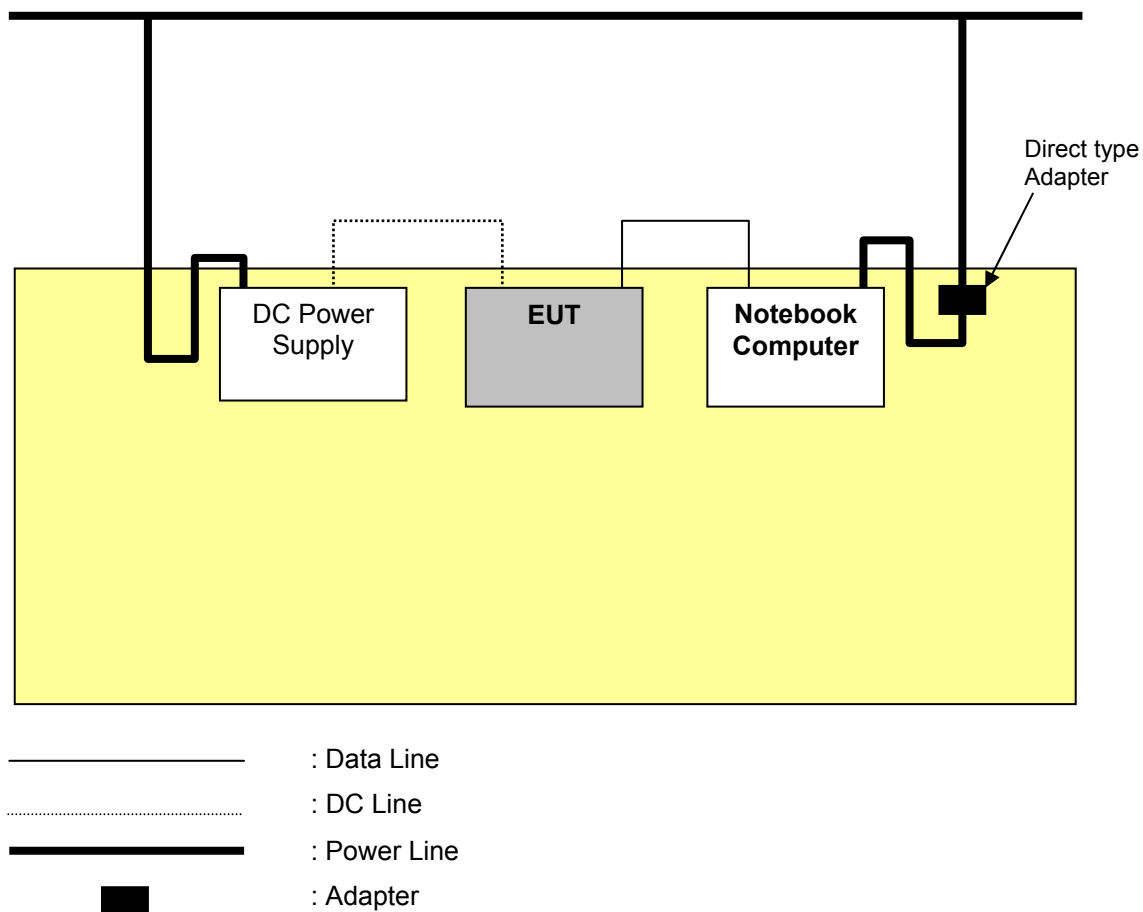 Direct type
Adapter
DC Power
Supply
EUT
Notebook
Computer
: Data Line
: DC Line
: Power Line
: Adapter